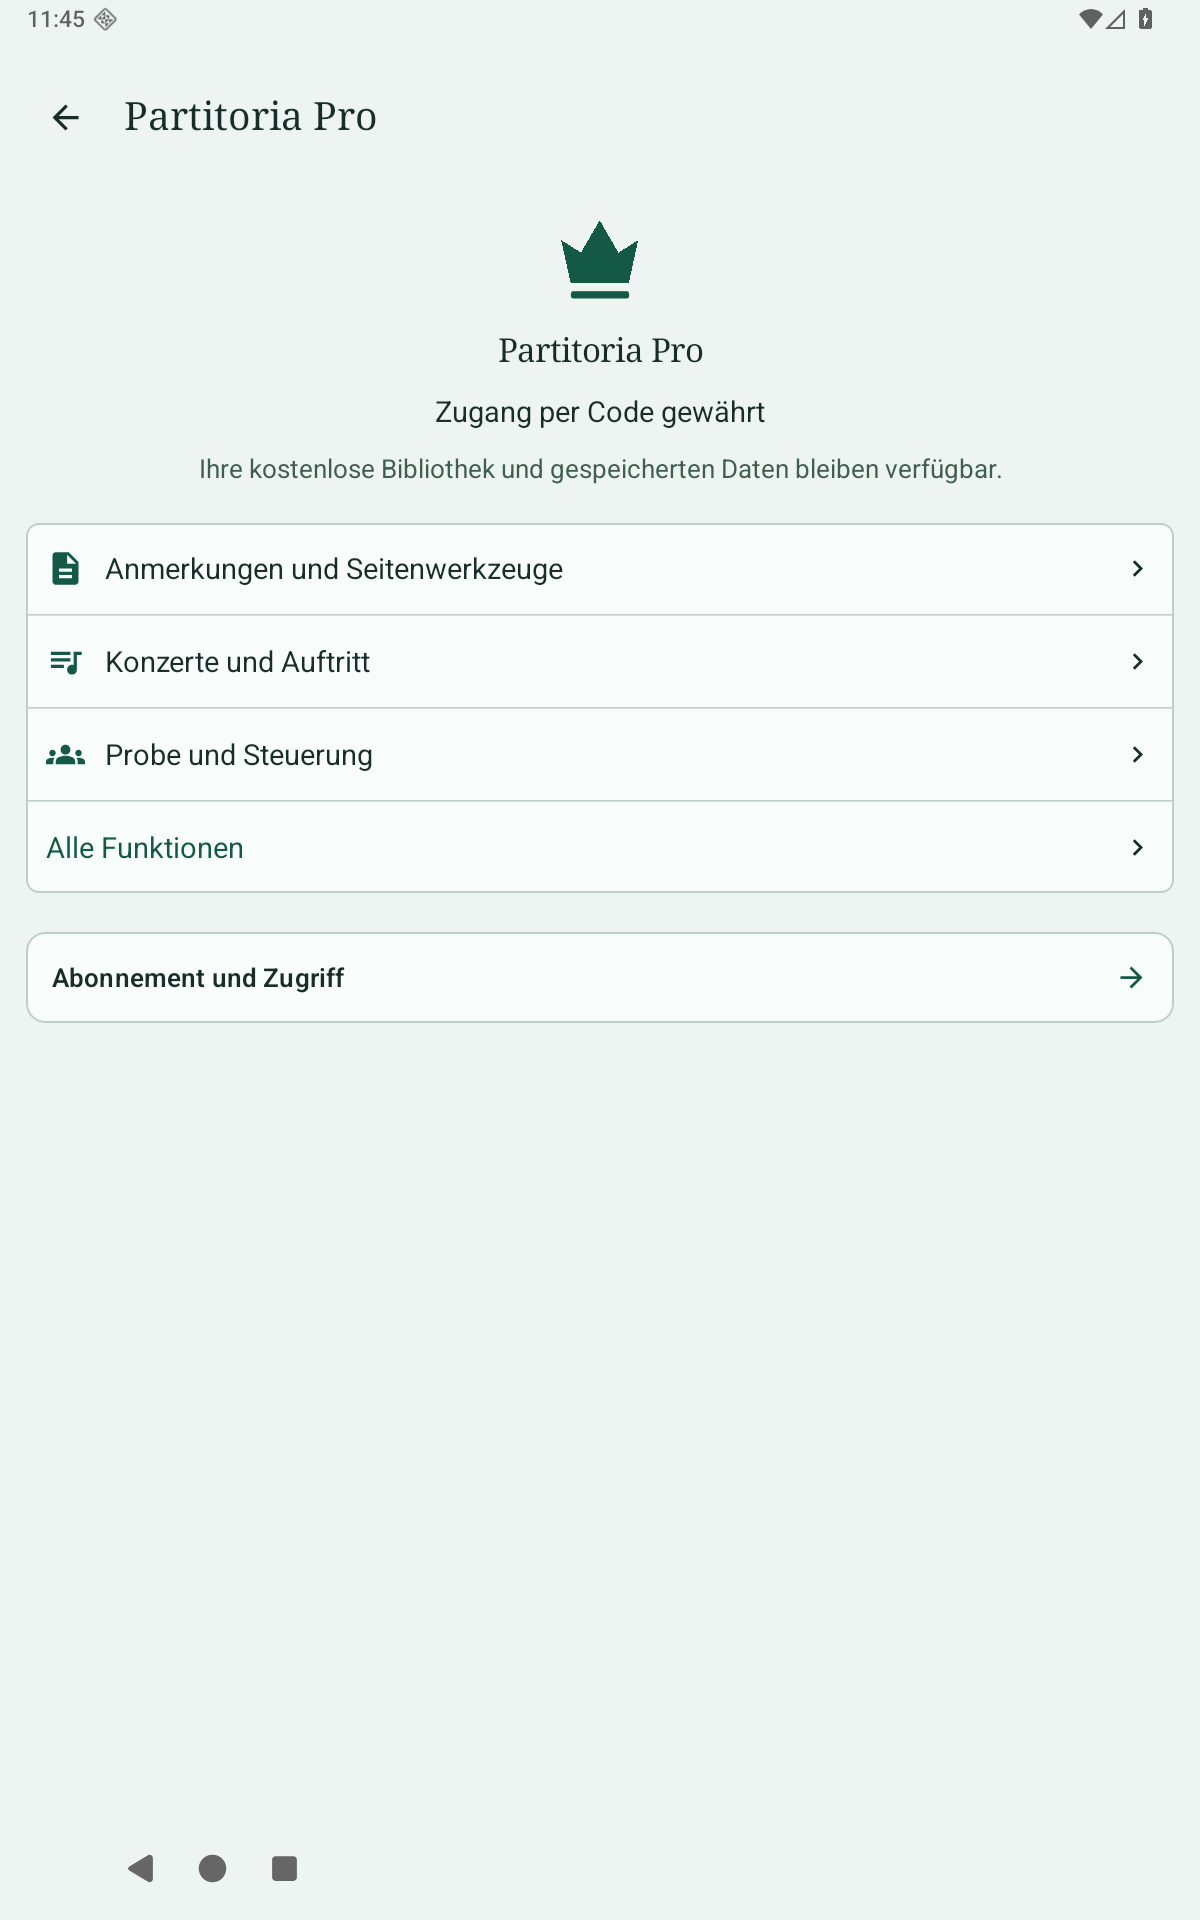 11:45
Partitoria Pro
Partitoria Pro
Zugang per Code gewährt
Ihre kostenlose Bibliothek und gespeicherten Daten bleiben verfügbar.
Anmerkungen und Seitenwerkzeuge
Konzerte und Auftritt
Probe und Steuerung
Alle Funktionen
Abonnement und Zugriff